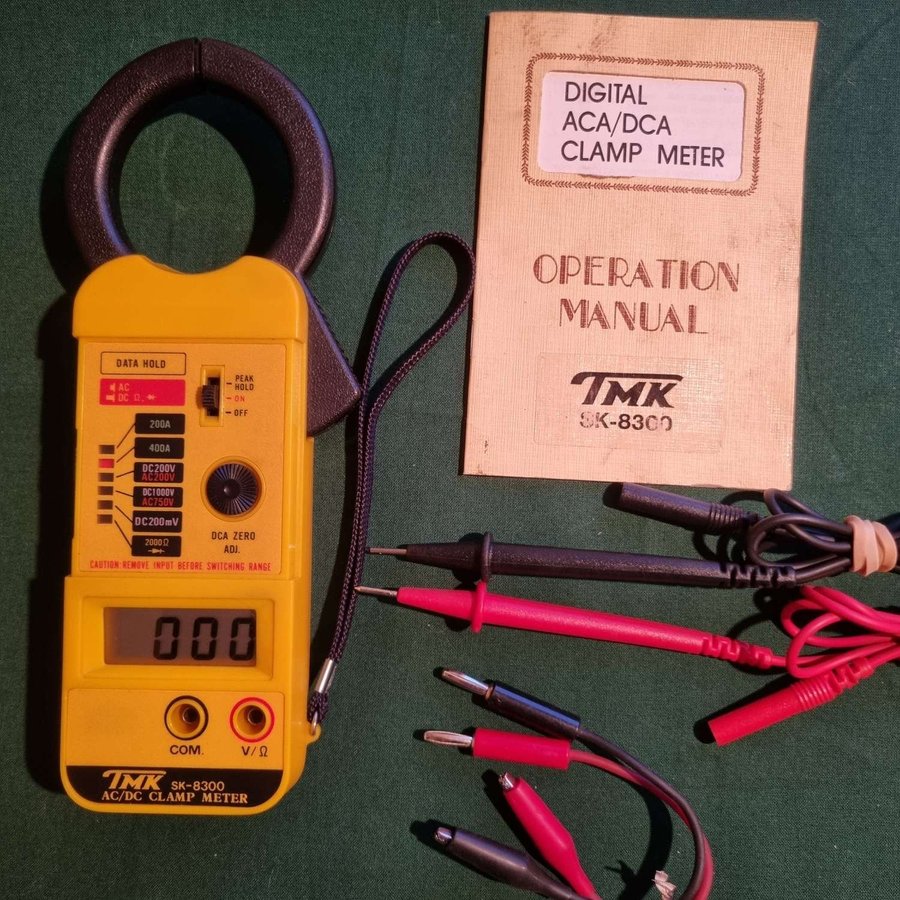 DATA HOLD
AC
DC Ω,
PEAK
HOLD
ON
OFF
200A
400A
DC200V
AC200V
DC1000V
AC750V
DC200mV
2000Ω
DCA ZERO
ADJ.
CAUTION: REMOVE INPUT BEFORE SWITCHING RANGE
000
COM.
V/Ω
TMK SK-8300
AC/DC CLAMP METER
DIGITAL
ACA/DCA
CLAMP METER
OPERATION
MANUAL
TMK
SK-8300